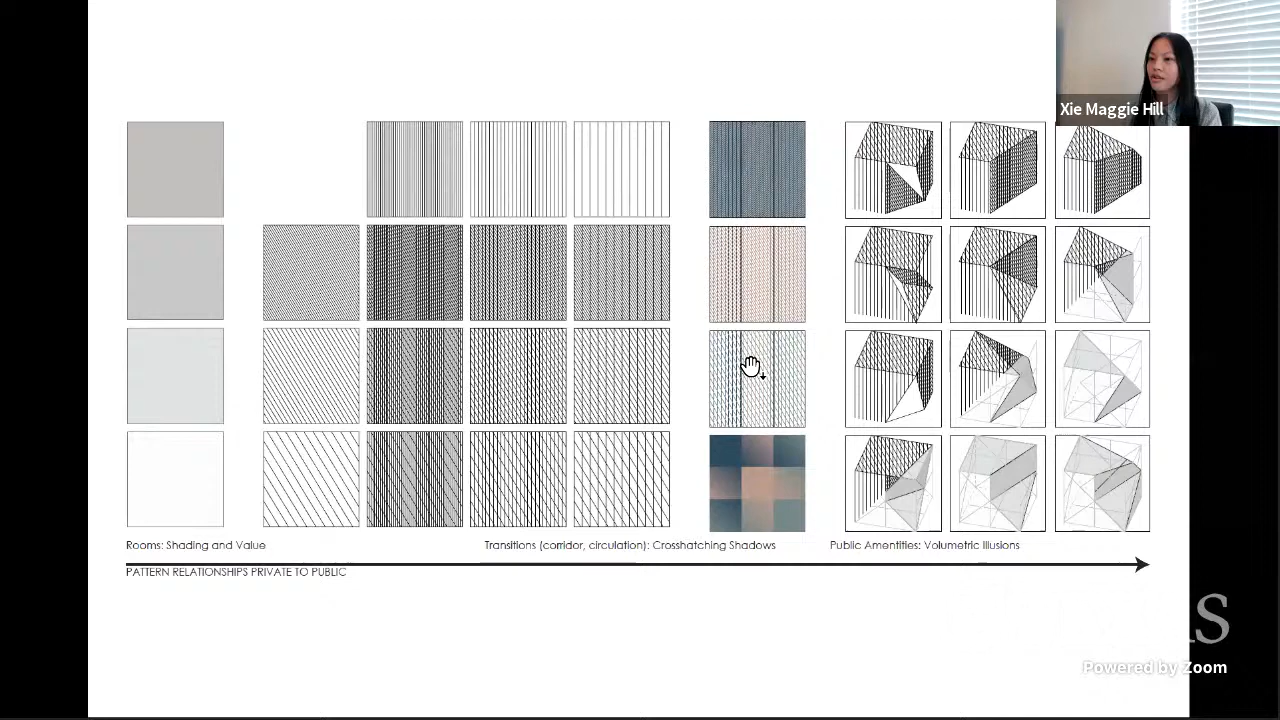 Xie Maggie Hill
Rooms: Shading and Value
Transitions (corridor, circulation): Crosshatching Shadows
Public Amentities: Volumetric Illusions
PATTERN RELATIONSHIPS PRIVATE TO PUBLIC
Powered by Zoom